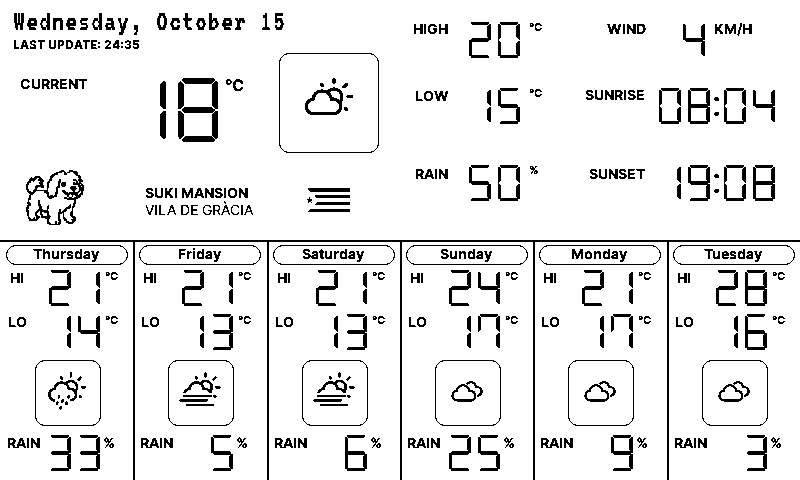 Wednesday, October 15
LAST UPDATE: 24:35
CURRENT 18 °C
SUKI MANSION
VILA DE GRÀCIA
HIGH 20 °C
LOW 15 °C
RAIN 50 %
WIND 4 KM/H
SUNRISE 08:04
SUNSET 19:08
Thursday
HI 21 °C
LO 14 °C
RAIN 33 %
Friday
HI 21 °C
LO 13 °C
RAIN 5 %
Saturday
HI 21 °C
LO 13 °C
RAIN 6 %
Sunday
HI 24 °C
LO 17 °C
RAIN 25 %
Monday
HI 21 °C
LO 17 °C
RAIN 9 %
Tuesday
HI 28 °C
LO 16 °C
RAIN 3 %